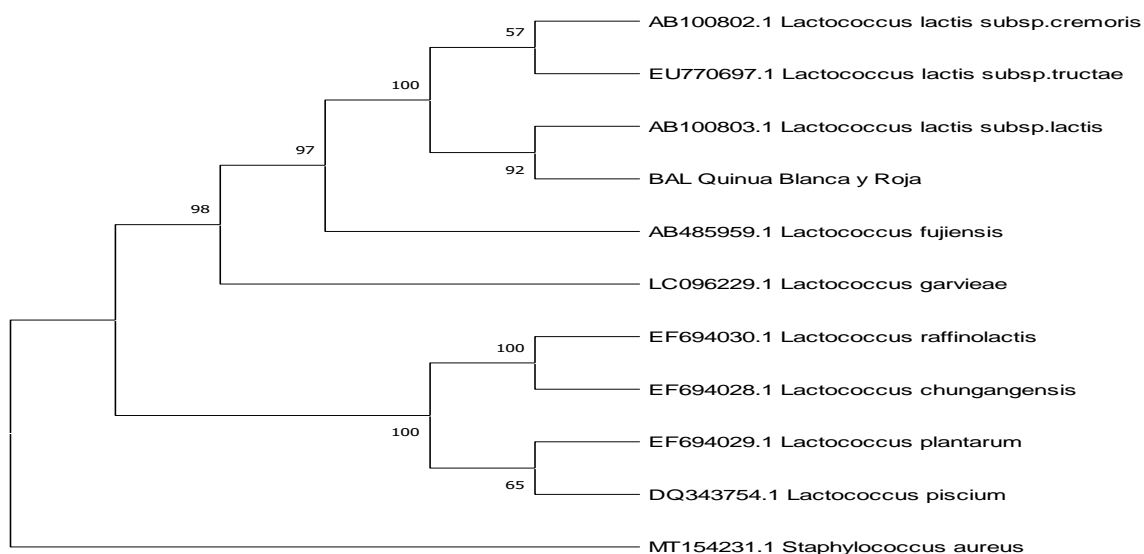 AB100802.1 Lactococcus lactis subsp.cremoris
57
EU770697.1 Lactococcus lactis subsp.tructae
100
AB100803.1 Lactococcus lactis subsp.lactis
97
92
BAL Quinua Blanca y Roja
98
AB485959.1 Lactococcus fujiensis
LC096229.1 Lactococcus garvieae
EF694030.1 Lactococcus raffinolactis
100
EF694028.1 Lactococcus chungangensis
100
EF694029.1 Lactococcus plantarum
65
DQ343754.1 Lactococcus piscium
MT154231.1 Staphylococcus aureus